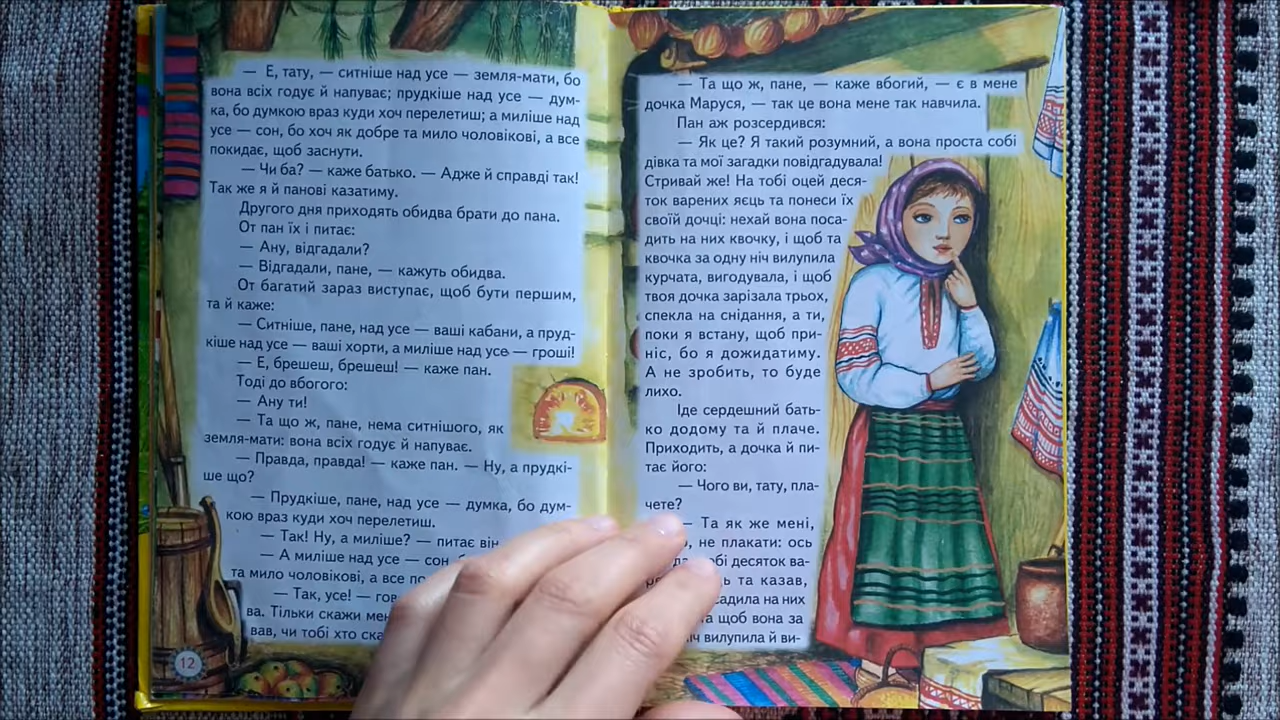 — Е, тату, — ситніше над усе — земля-мати, бо
вона всіх годує й напуває; прудкіше над усе — дум-
ка, бо думкою враз куди хоч перелетиш; а миліше над
усе — сон, бо хоч як добре та мило чоловікові, а все
покидає, щоб заснути.
— Чи ба? — каже батько. — Адже й справді так!
Так же я й панові казатиму.
Другого дня приходять обидва брати до пана.
От пан їх і питає:
— Ану, відгадали?
— Відгадали, пане, — кажуть обидва.
От багатий зараз виступає, щоб бути першим,
та й каже:
— Ситніше, пане, над усе — ваші кабани, а пруд-
кіше над усе — ваші хорти, а миліше над усе — гроші!
— Е, брешеш, брешеш! — каже пан.
Тоді до вбогого:
— Ану ти!
— Та що ж, пане, нема ситнішого, як
земля-мати: вона всіх годує й напуває.
— Правда, правда! — каже пан. — Ну, а прудкі-
ше що?
— Прудкіше, пане, над усе — думка, бо дум-
кою враз куди хоч перелетиш.
— Так! Ну, а миліше? — питає він
— А миліше над усе — сон
та мило чоловікові, а все
— Так, усе! —
ва. Тільки скажи
вав, чи тобі хто
12
— Та що ж, пане, — каже вбогий, — є в мене
дочка Маруся, — так це вона мене так навчила.
Пан аж розсердився:
— Як це? Я такий розумний, а вона проста собі
дівка та мої загадки повідгадувала!
Стривай же! На тобі оцей деся-
ток варених яєць та понеси їх
своїй дочці: нехай вона поса-
дить на них квочку, і щоб та
квочка за одну ніч вилупила
курчата, вигодувала, і щоб
твоя дочка зарізала трьох,
спекла на снідання, а ти,
поки я встану, щоб при-
ніс, бо я дожидатиму.
А не зробить, то буде
лихо.
Іде сердешний бать-
ко додому та й плаче.
Приходить, а дочка й пи-
тає його:
— Чого ви, тату, пла-
чете?
— Та як же мені,
не плакати: ось
десяток ва-
та казав,
на них
щоб вона за
вилупила й ви-